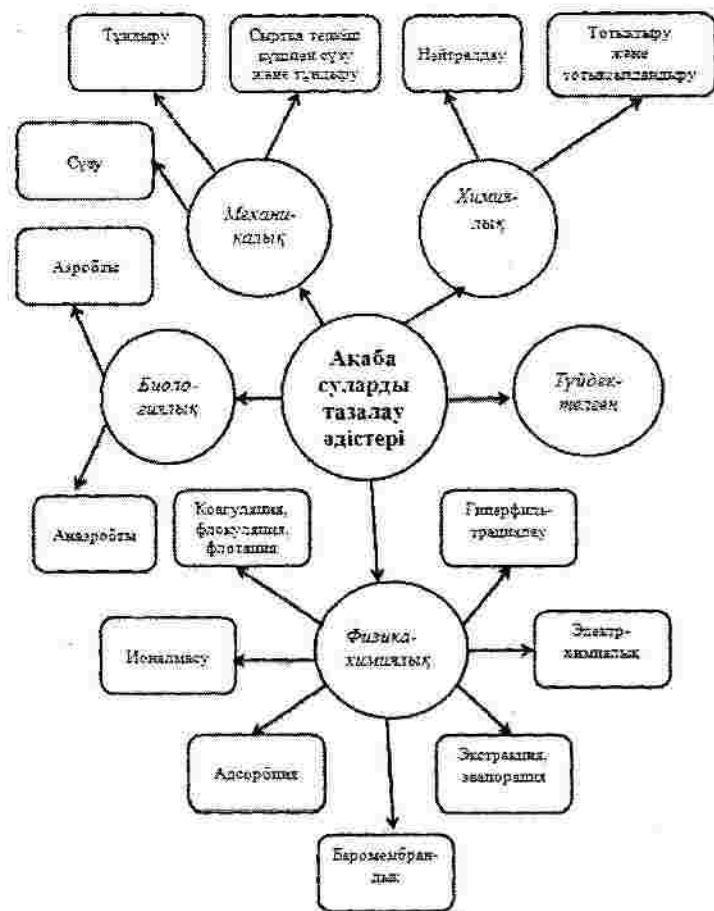 Тұндыру
Сыртқа тепкіш
күшпен сүзу
және тұндыру
Нейтралдау
Тотықтыру
және
тотықсыздандыру
Сүзу
Механи-
калық
Химия-
лық
Аэробты
Биоло-
гиялық
Ақаба
суларды
тазалау
әдістері
Түйдек-
телген
Анаэробты
Коагуляция,
флокуляция,
флотация
Гиперфиль-
трациялау
Физика-
химиялық
Ионалмасу
Электр-
химиялық
Адсорбция
Экстракция,
эвапорация
Баромембран-
дық